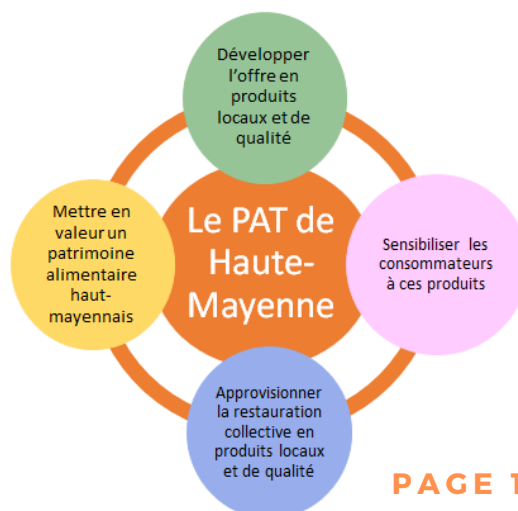 Développer
l'offre en
produits
locaux et de
qualité
Mettre en
valeur un
patrimoine
alimentaire
haut-
mayennais
Le PAT de
Haute-
Mayenne
Sensibiliser les
consommateurs
à ces produits
Approvisionner
la restauration
collective en
produits locaux
et de qualité
PAGE 1